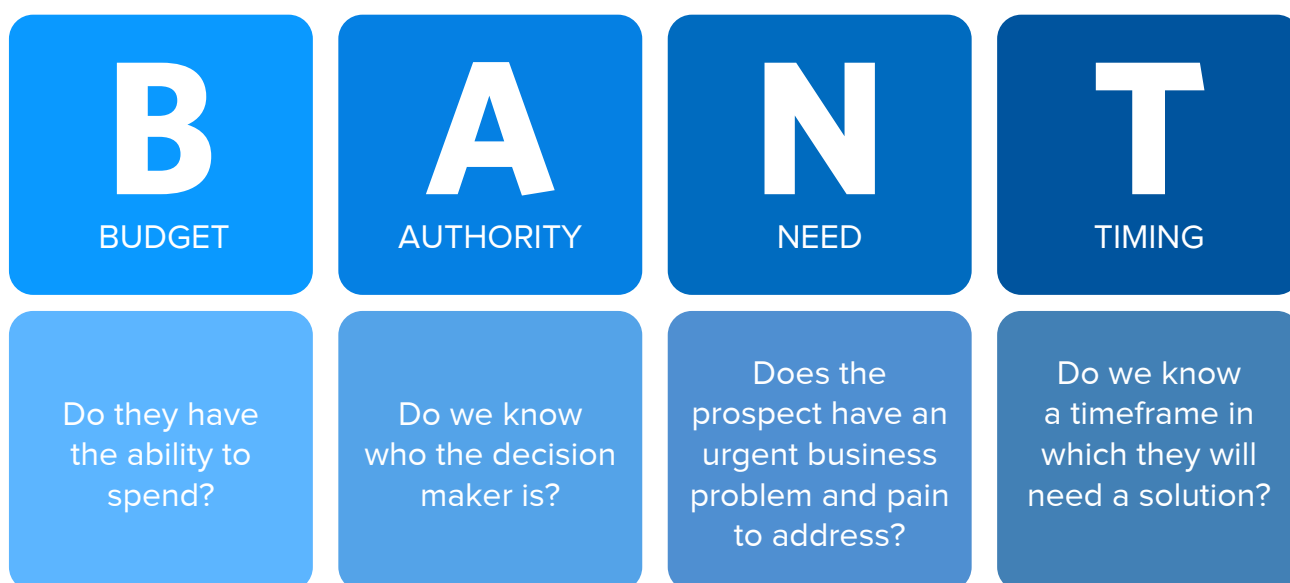 B
BUDGET
Do they have
the ability to
spend?
A
AUTHORITY
Do we know
who the decision
maker is?
N
NEED
Does the
prospect have an
urgent business
problem and pain
to address?
T
TIMING
Do we know
a timeframe in
which they will
need a solution?